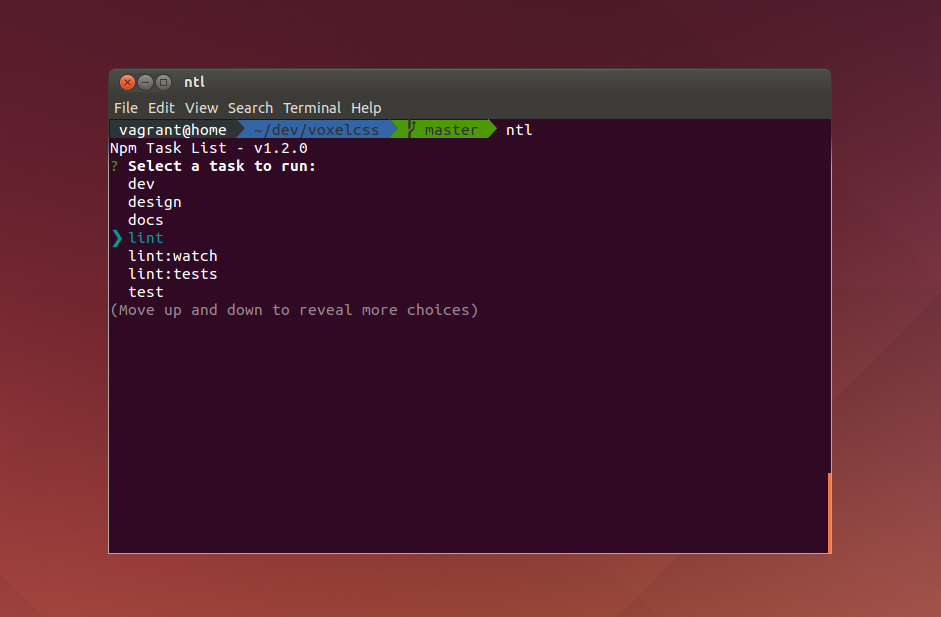 ntl
File Edit View Search Terminal Help
vagrant@home ~/dev/voxelcss master ntl
Npm Task List - v1.2.0
? Select a task to run:
dev
design
docs
❯ lint
lint:watch
lint:tests
test
(Move up and down to reveal more choices)